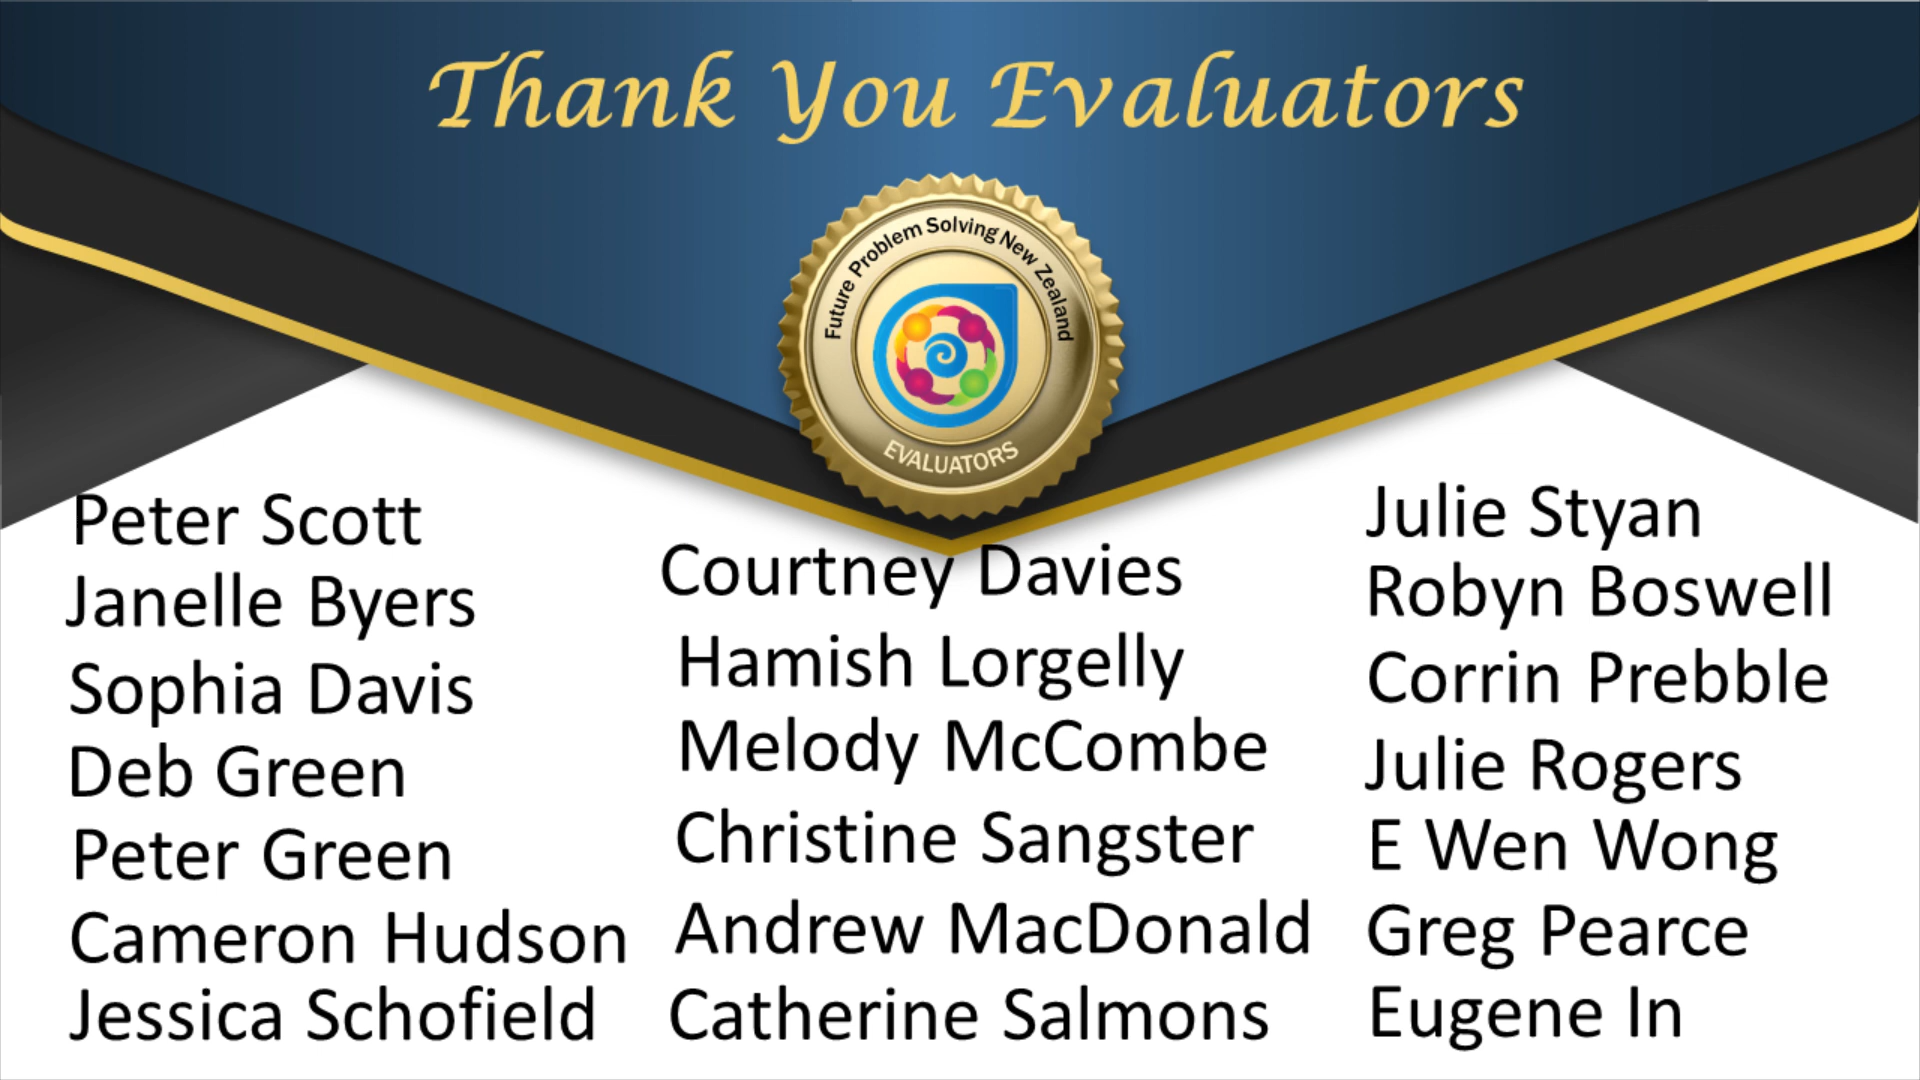 Thank You Evaluators
Future Problem Solving New Zealand
EVALUATORS
Peter Scott
Janelle Byers
Sophia Davis
Deb Green
Peter Green
Cameron Hudson
Jessica Schofield
Courtney Davies
Hamish Lorgelly
Melody McCombe
Christine Sangster
Andrew MacDonald
Catherine Salmons
Julie Styan
Robyn Boswell
Corrin Prebble
Julie Rogers
E Wen Wong
Greg Pearce
Eugene In